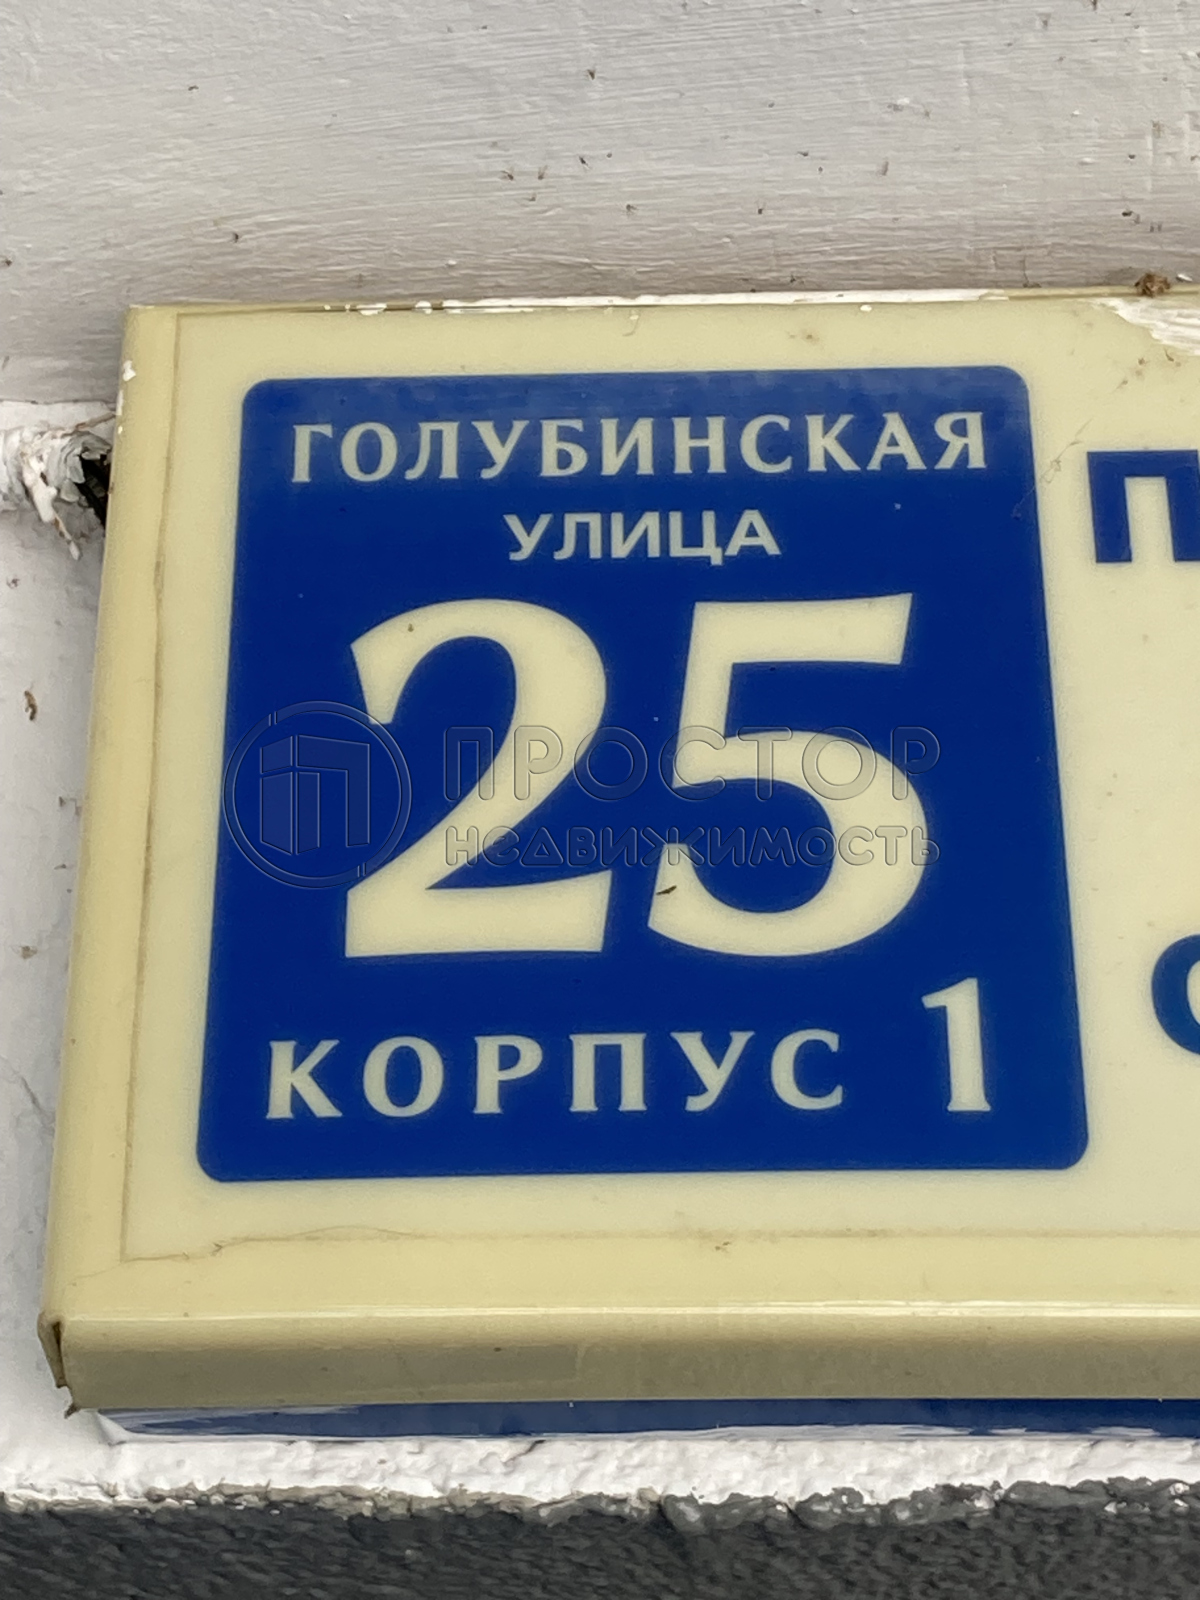 ГОЛУБИНСКАЯ
УЛИЦА
25
КОРПУС 1
ПРОСТОР
НЕДВИЖИМОСТЬ